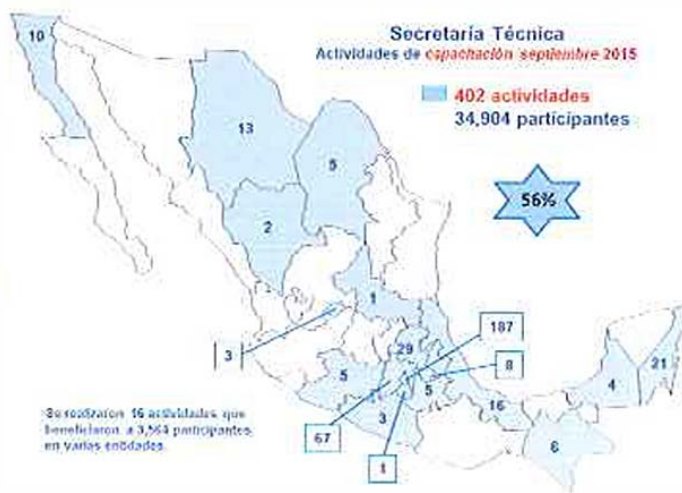 Secretaría Técnica
Actividades de capachación septiembre 2015
402 actividades
34,904 participantes
56%
10
13
5
2
1
3
29
187
8
5
5
3
67
1
16
4
21
6
Se realizaron 16 actividades que
beneficiaron a 3,564 participantes
en varias entidades.